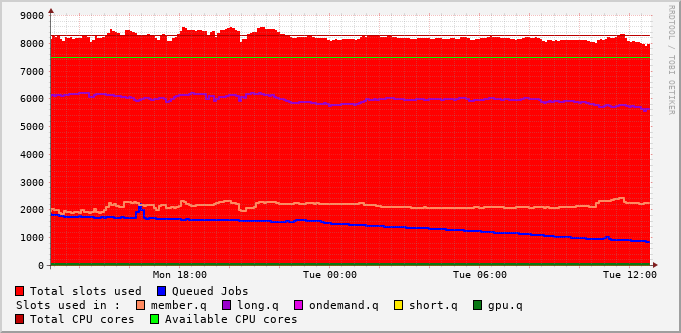 9000
8000
7000
6000
5000
4000
3000
2000
1000
0
Mon 18:00 Tue 00:00 Tue 06:00 Tue 12:00
RRDTOOL / TOBI OETIKER
Total slots used Queued Jobs
Slots used in : member.q long.q ondemand.q short.q gpu.q
Total CPU cores Available CPU cores